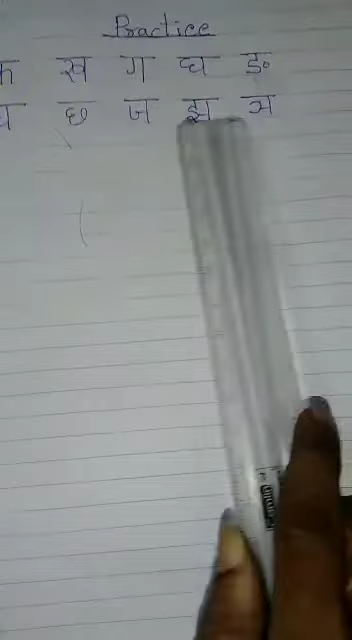 Practice
क ख ग घ ङ
च छ ज झ ञ